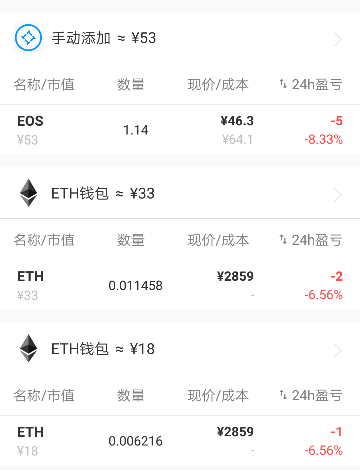 手动添加 ≈ ¥53
名称/市值 数量 现价/成本 ↑↓ 24h盈亏
EOS 1.14 ¥46.3 -5
¥53 ¥64.1 -8.33%
ETH钱包 ≈ ¥33
名称/市值 数量 现价/成本 ↑↓ 24h盈亏
ETH 0.011458 ¥2859 -2
¥33 - -6.56%
ETH钱包 ≈ ¥18
名称/市值 数量 现价/成本 ↑↓ 24h盈亏
ETH 0.006216 ¥2859 -1
¥18 - -6.56%